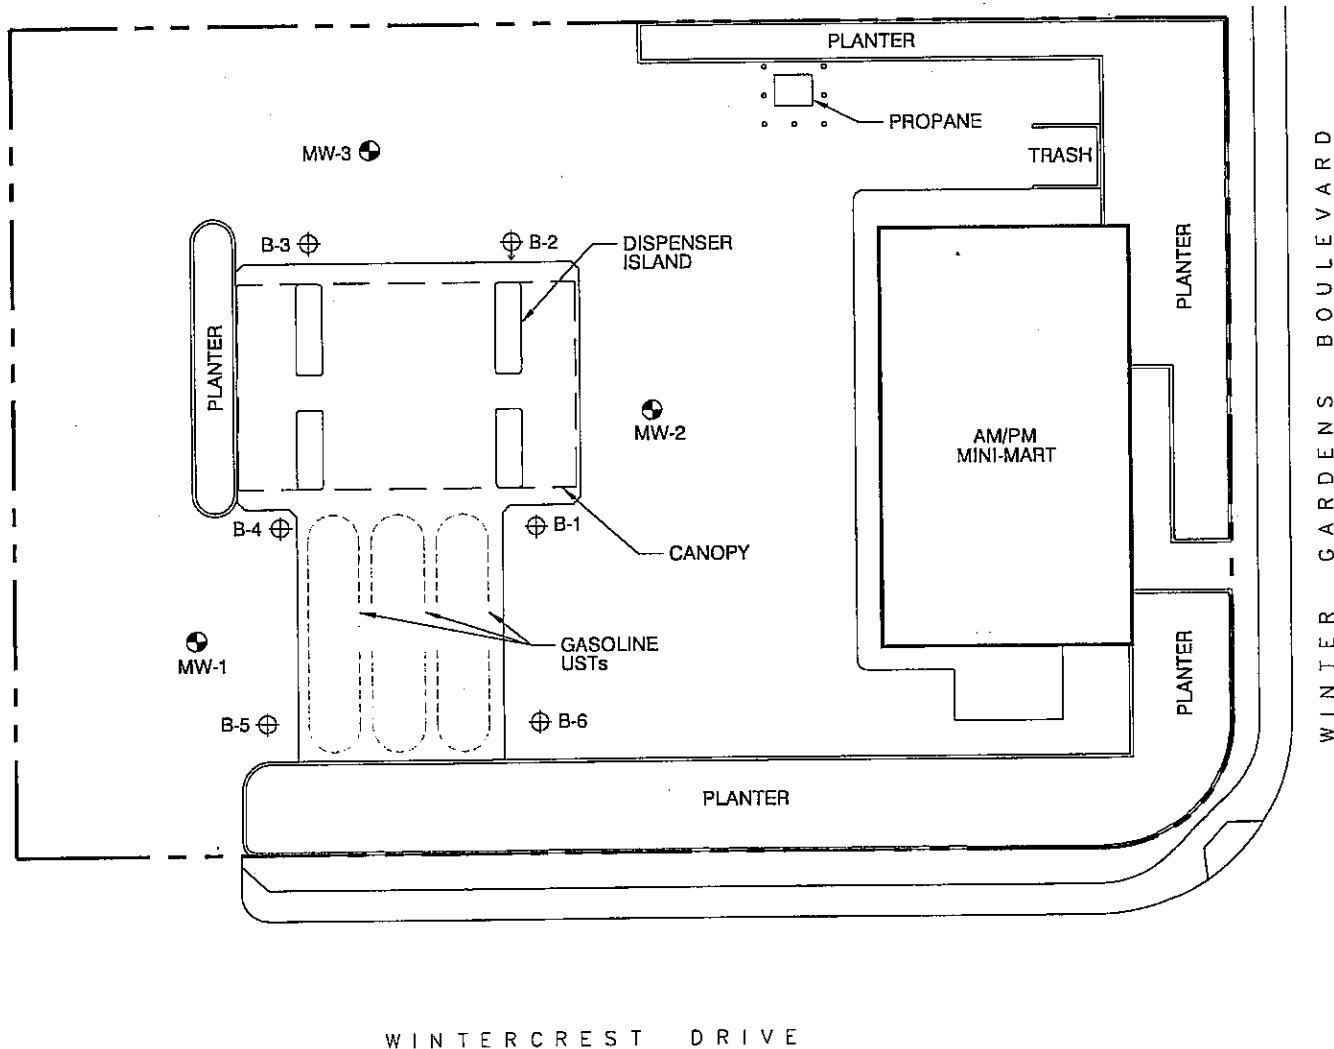 PLANTER
PROPANE
MW-3
TRASH
B-3
B-2
DISPENSER
ISLAND
PLANTER
PLANTER
WINTER GARDENS BOULEVARD
MW-2
AM/PM
MINI-MART
B-4
B-1
CANOPY
MW-1
GASOLINE
USTs
PLANTER
B-5
B-6
PLANTER
WINTERCREST DRIVE